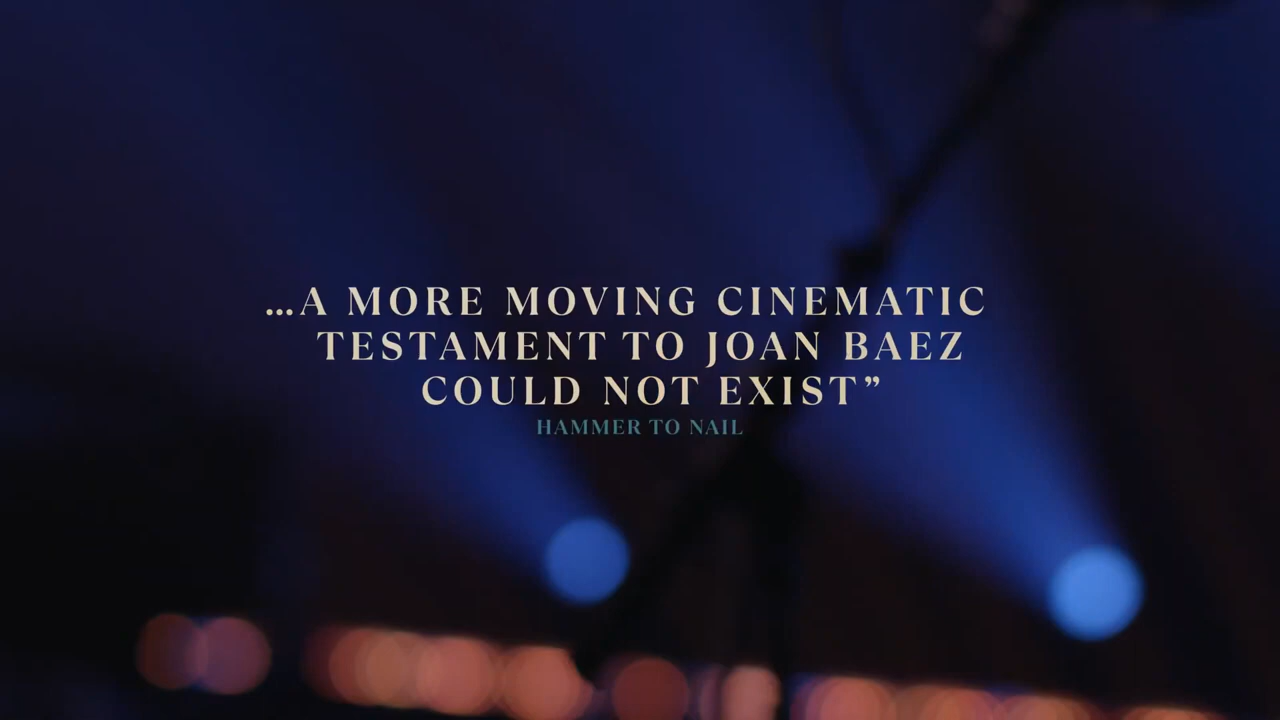 …A MORE MOVING CINEMATIC
TESTAMENT TO JOAN BAEZ
COULD NOT EXIST”
HAMMER TO NAIL